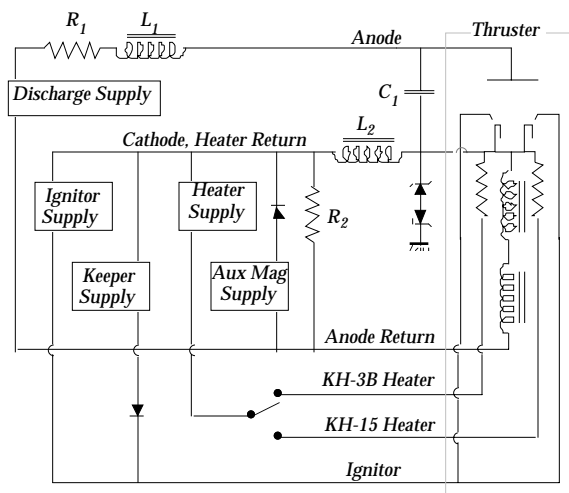 R1
L1
Anode
Thruster
Discharge Supply
C1
L2
Cathode, Heater Return
Ignitor
Supply
Heater
Supply
R2
Keeper
Supply
Aux Mag
Supply
Anode Return
KH-3B Heater
KH-15 Heater
Ignitor